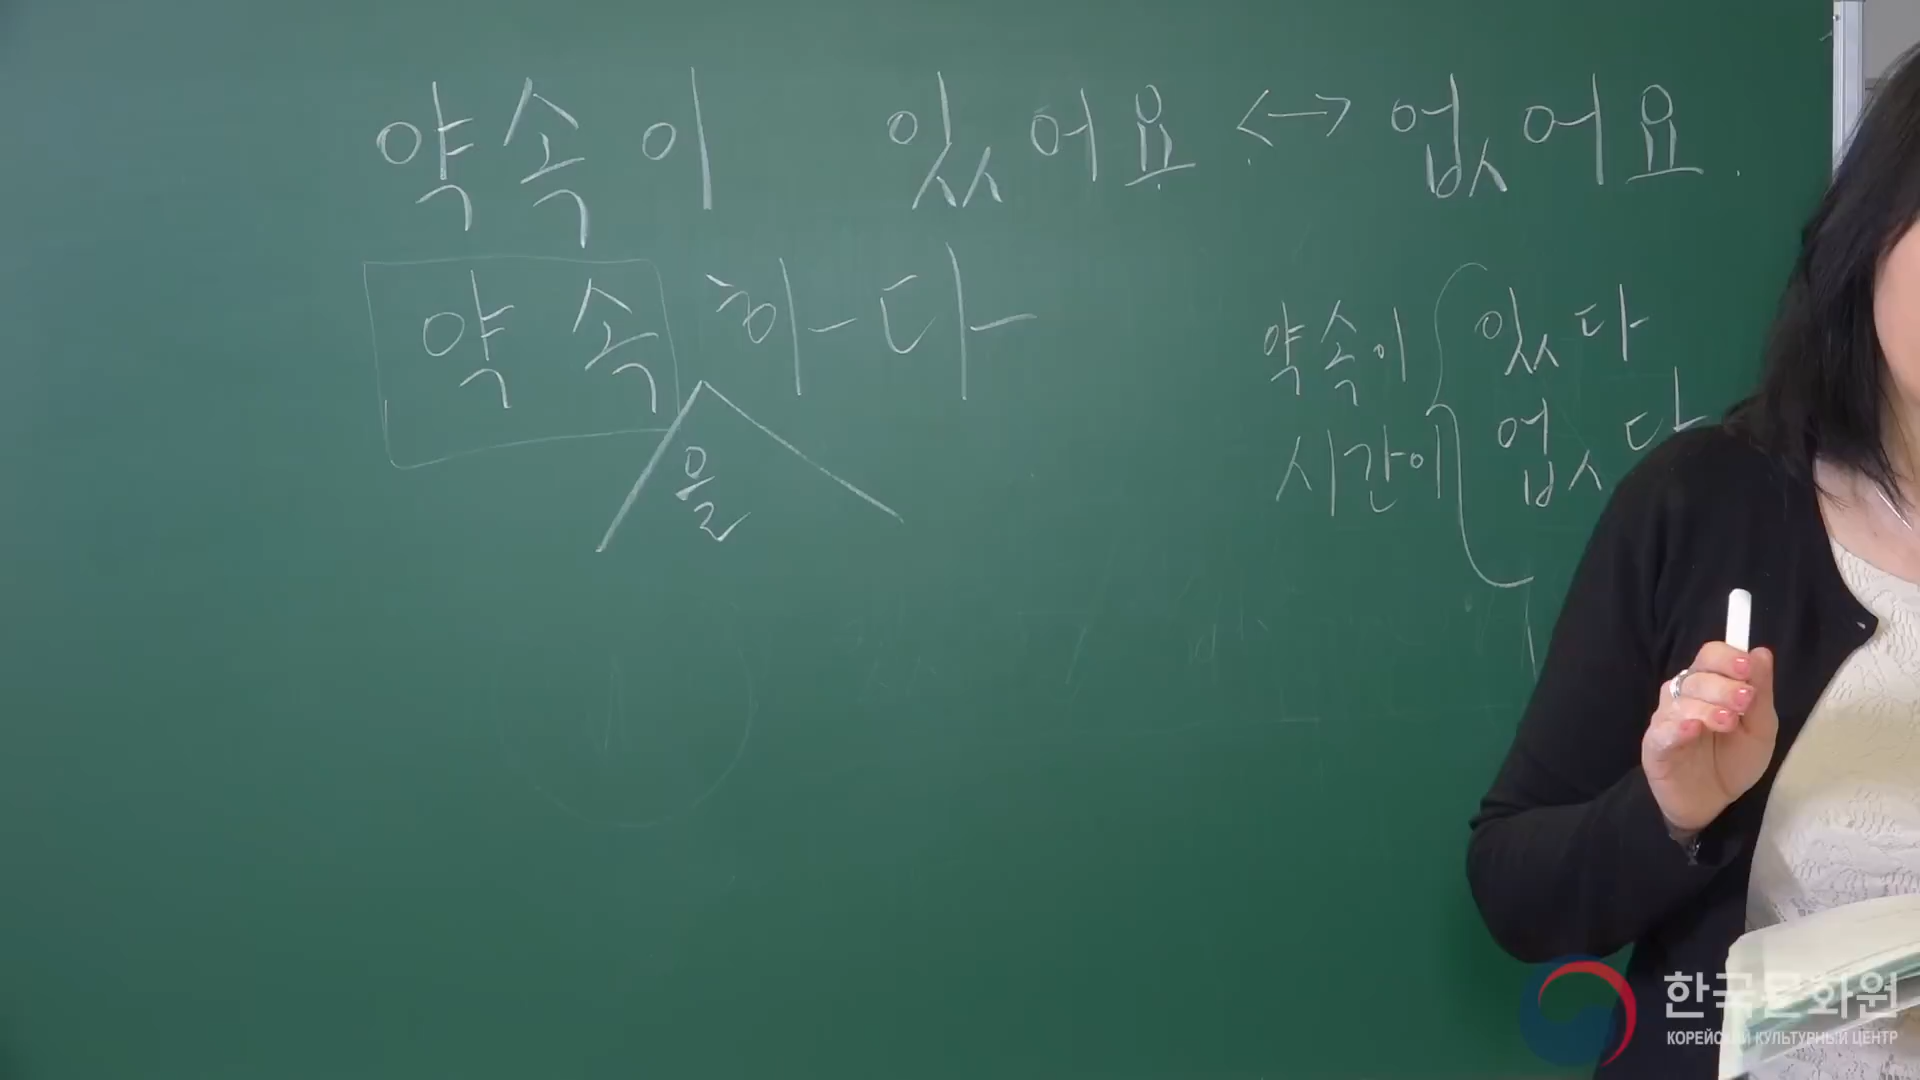 약속이 있어요 <-> 없어요.
약속하다
을
약속이 있다
시간이 없다
한국문화원
КОРЕЙСКИЙ КУЛЬТУРНЫЙ ЦЕНТР